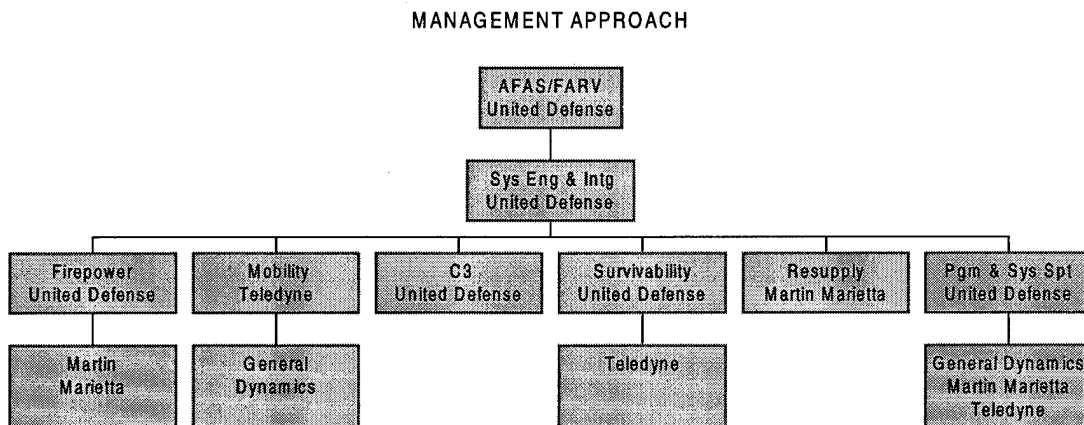 MANAGEMENT APPROACH
AFAS/FARV
United Defense
Sys Eng & Intg
United Defense
Firepower
United Defense
Mobility
Teledyne
C3
United Defense
Survivability
United Defense
Resupply
Martin Marietta
Pgm & Sys Spt
United Defense
Martin
Marietta
General
Dynamics
Teledyne
General Dynamics
Martin Marietta
Teledyne